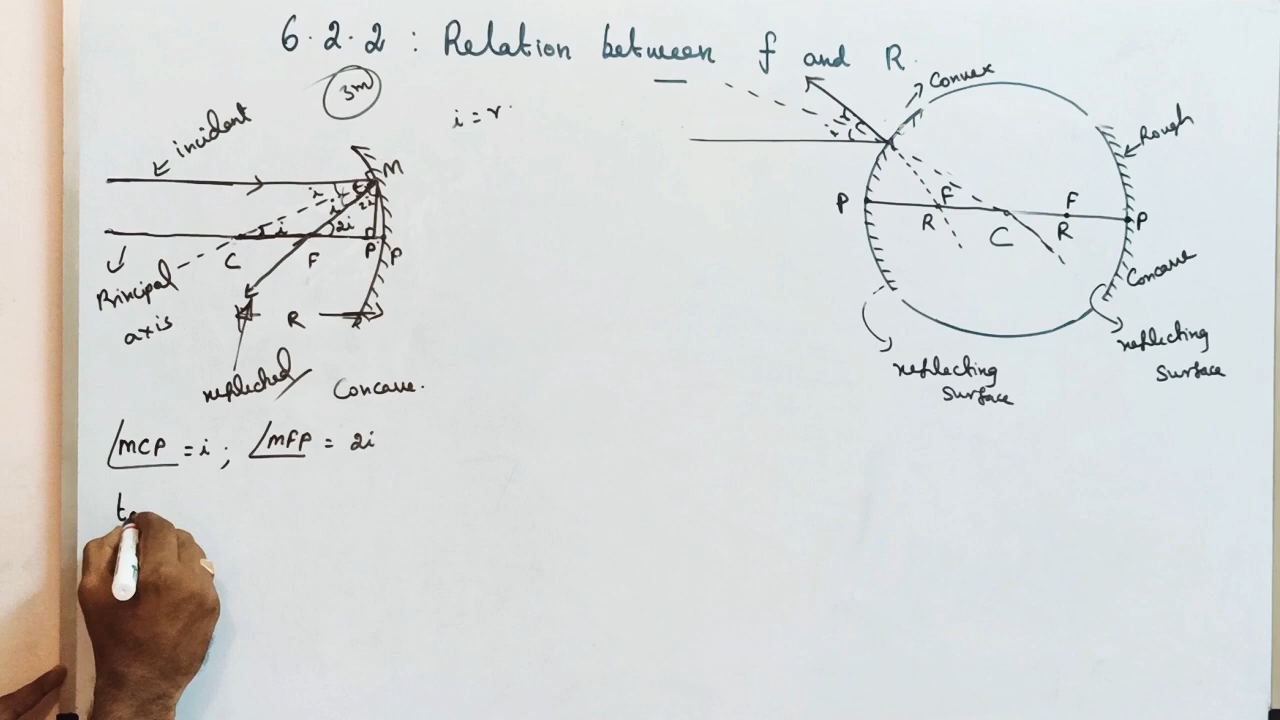 6.2.2 : Relation between f and R.
3m
i = r
incident
M
i
i
2i
i
2i
C
F
P
P
Principal
axis
R
reflected
Concave.
∠MCP = i ; ∠MFP = 2i
Convex
Rough
P
F
R
C
F
R
P
Concave
reflecting
surface
reflecting
surface